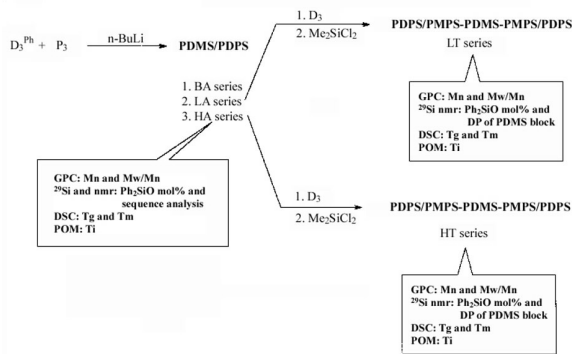 D₃ᴾʰ + P₃
n-BuLi
PDMS/PDPS
1. BA series
2. LA series
3. HA series
GPC: Mn and Mw/Mn
²⁹Si and nmr: Ph₂SiO mol% and
sequence analysis
DSC: Tg and Tm
POM: Ti
1. D₃
2. Me₂SiCl₂
PDPS/PMPS-PDMS-PMPS/PDPS
LT series
GPC: Mn and Mw/Mn
²⁹Si nmr: Ph₂SiO mol% and
DP of PDMS block
DSC: Tg and Tm
POM: Ti
1. D₃
2. Me₂SiCl₂
PDPS/PMPS-PDMS-PMPS/PDPS
HT series
GPC: Mn and Mw/Mn
²⁹Si nmr: Ph₂SiO mol% and
DP of PDMS block
DSC: Tg and Tm
POM: Ti